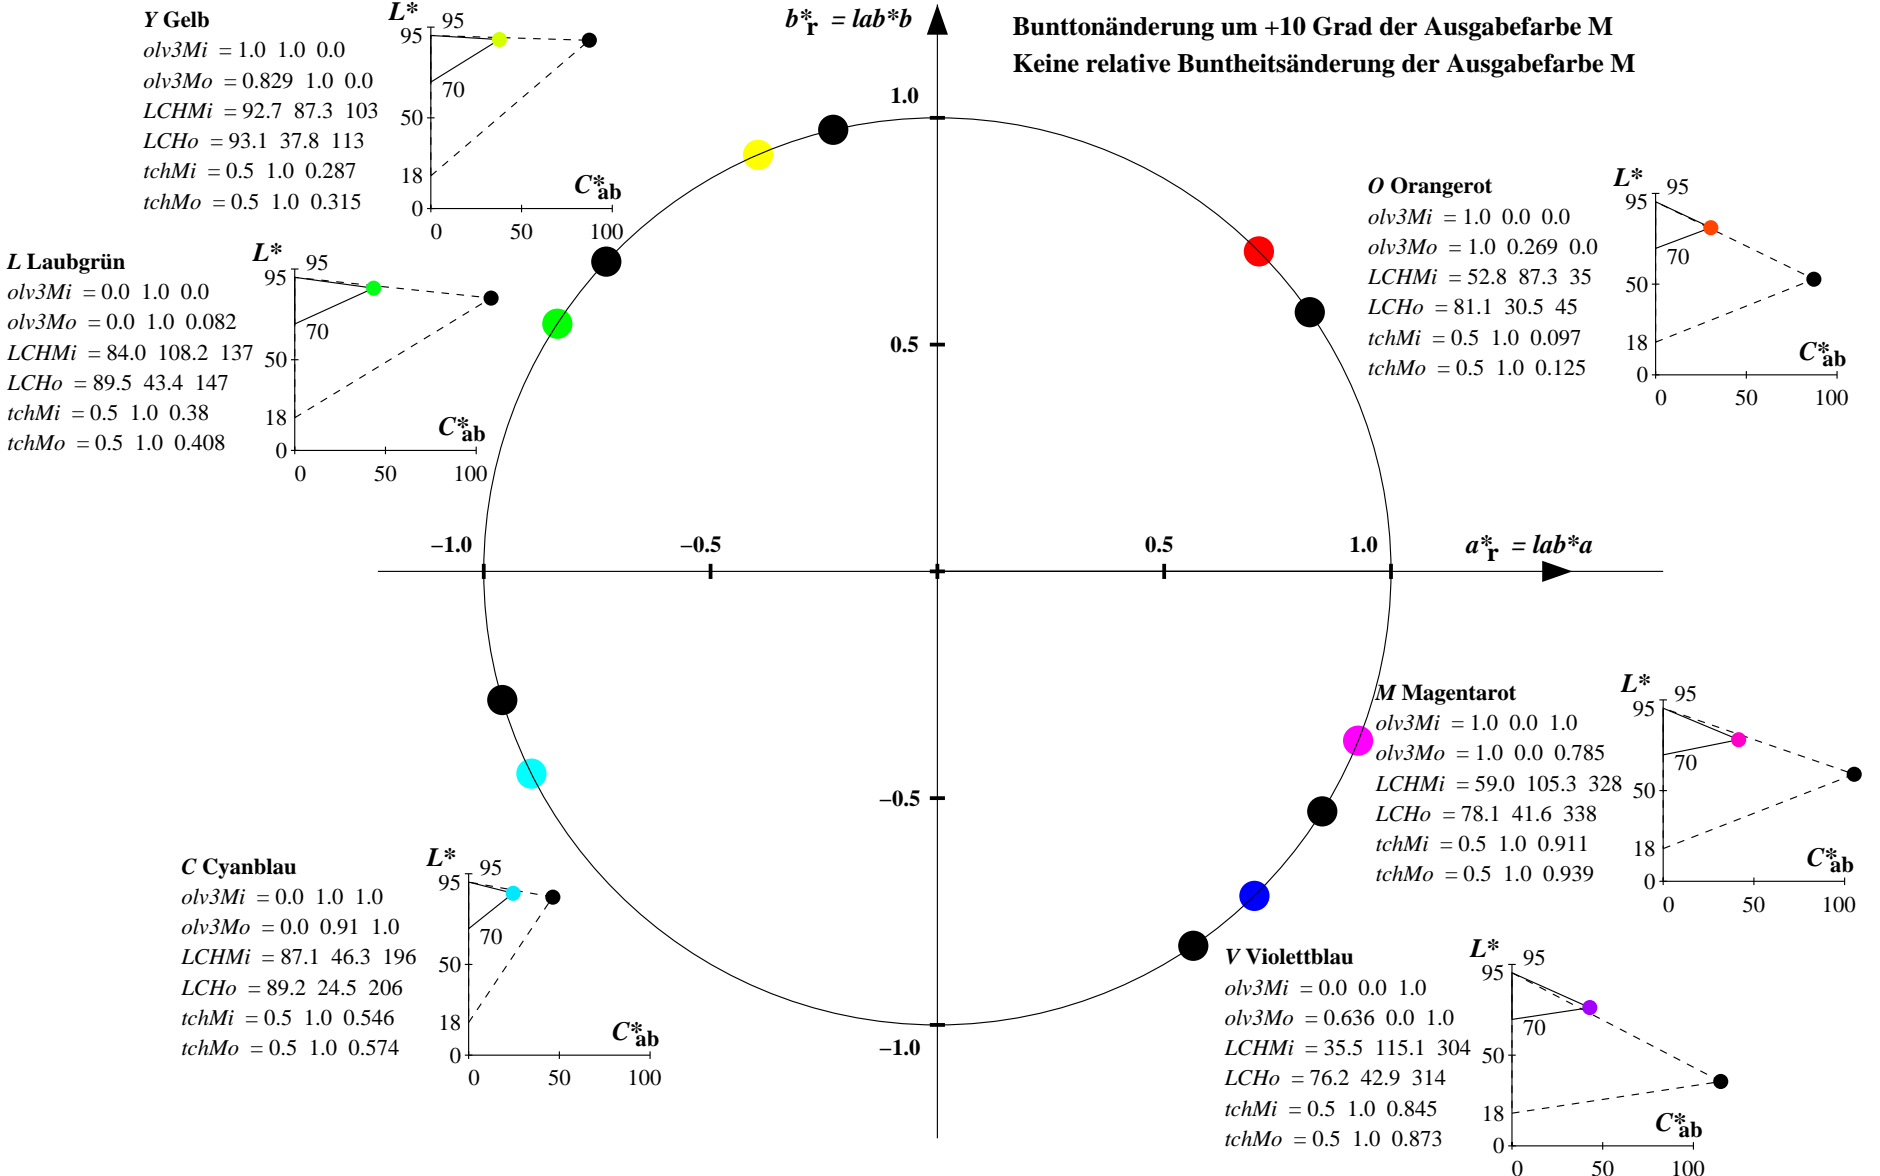 Bunttonänderung um +10 Grad der Ausgabefarbe M
Keine relative Buntheitsänderung der Ausgabefarbe M
b*r = lab*b
1.0
0.5
−0.5
−1.0
−1.0
−0.5
0.5
1.0
a*r = lab*a
Y Gelb
olv3Mi = 1.0 1.0 0.0
olv3Mo = 0.829 1.0 0.0
LCHMi = 92.7 87.3 103
LCHo = 93.1 37.8 113
tchMi = 0.5 1.0 0.287
tchMo = 0.5 1.0 0.315
L*
95
95
70
50
18
0
C*ab
0 50 100
L Laubgrün
olv3Mi = 0.0 1.0 0.0
olv3Mo = 0.0 1.0 0.082
LCHMi = 84.0 108.2 137
LCHo = 89.5 43.4 147
tchMi = 0.5 1.0 0.38
tchMo = 0.5 1.0 0.408
L*
95
95
70
50
18
0
C*ab
0 50 100
O Orangerot
olv3Mi = 1.0 0.0 0.0
olv3Mo = 1.0 0.269 0.0
LCHMi = 52.8 87.3 35
LCHo = 81.1 30.5 45
tchMi = 0.5 1.0 0.097
tchMo = 0.5 1.0 0.125
L*
95
95
70
50
18
0
C*ab
0 50 100
M Magentarot
olv3Mi = 1.0 0.0 1.0
olv3Mo = 1.0 0.0 0.785
LCHMi = 59.0 105.3 328
LCHo = 78.1 41.6 338
tchMi = 0.5 1.0 0.911
tchMo = 0.5 1.0 0.939
L*
95
95
70
50
18
0
C*ab
0 50 100
C Cyanblau
olv3Mi = 0.0 1.0 1.0
olv3Mo = 0.0 0.91 1.0
LCHMi = 87.1 46.3 196
LCHo = 89.2 24.5 206
tchMi = 0.5 1.0 0.546
tchMo = 0.5 1.0 0.574
L*
95
95
70
50
18
0
C*ab
0 50 100
V Violettblau
olv3Mi = 0.0 0.0 1.0
olv3Mo = 0.636 0.0 1.0
LCHMi = 35.5 115.1 304
LCHo = 76.2 42.9 314
tchMi = 0.5 1.0 0.845
tchMo = 0.5 1.0 0.873
L*
95
95
70
50
18
0
C*ab
0 50 100